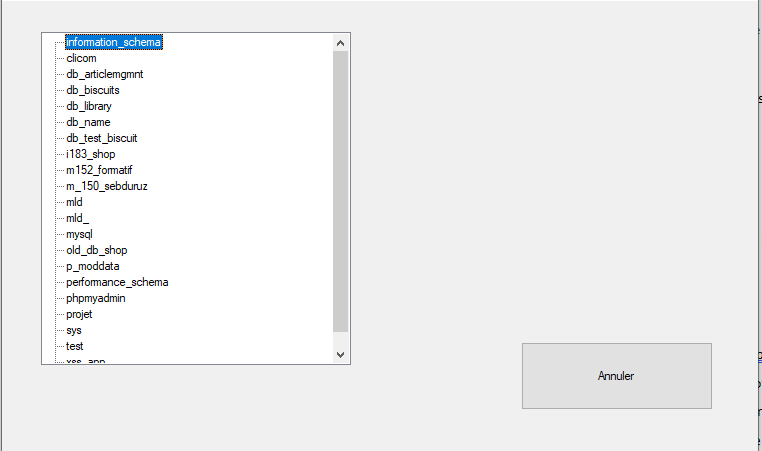 information_schema
clicom
db_articlemgmnt
db_biscuits
db_library
db_name
db_test_biscuit
i183_shop
m152_formatif
m_150_sebduruz
mld
mld_
mysql
old_db_shop
p_moddata
performance_schema
phpmyadmin
projet
sys
test
xss_app
Annuler